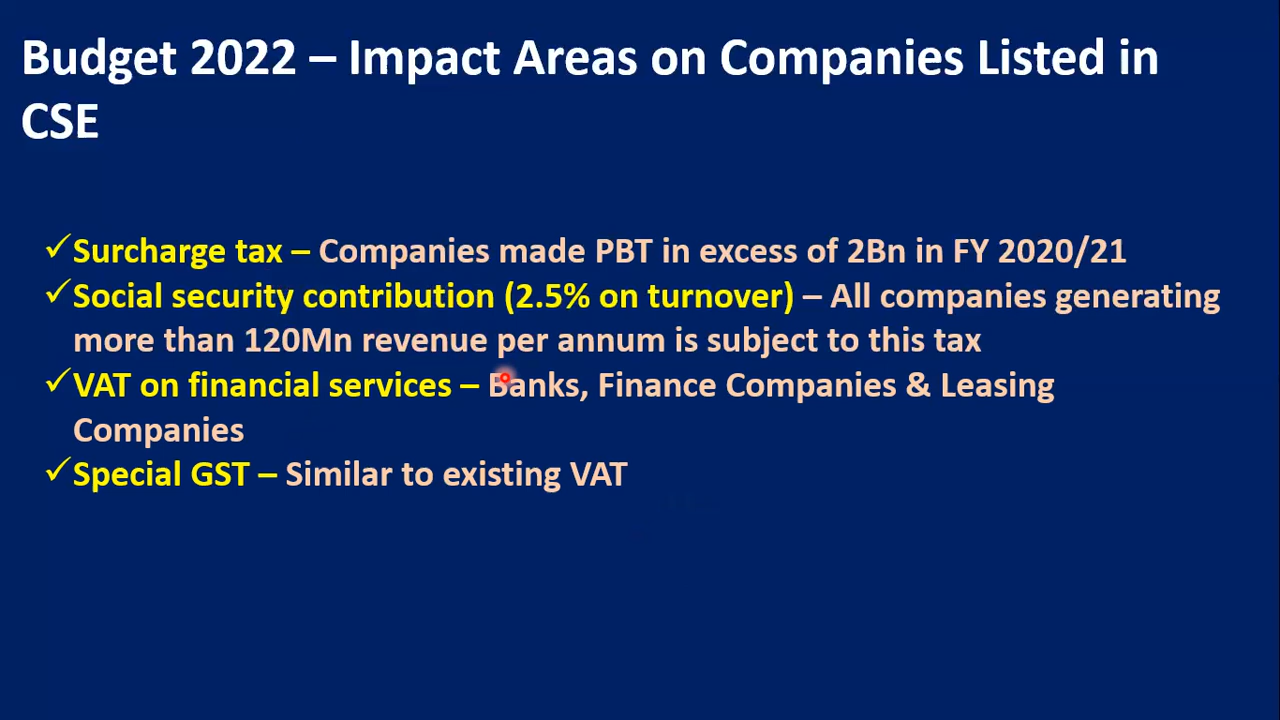 Budget 2022 – Impact Areas on Companies Listed in
CSE
✓Surcharge tax – Companies made PBT in excess of 2Bn in FY 2020/21
✓Social security contribution (2.5% on turnover) – All companies generating
more than 120Mn revenue per annum is subject to this tax
✓VAT on financial services – Banks, Finance Companies & Leasing
Companies
✓Special GST – Similar to existing VAT